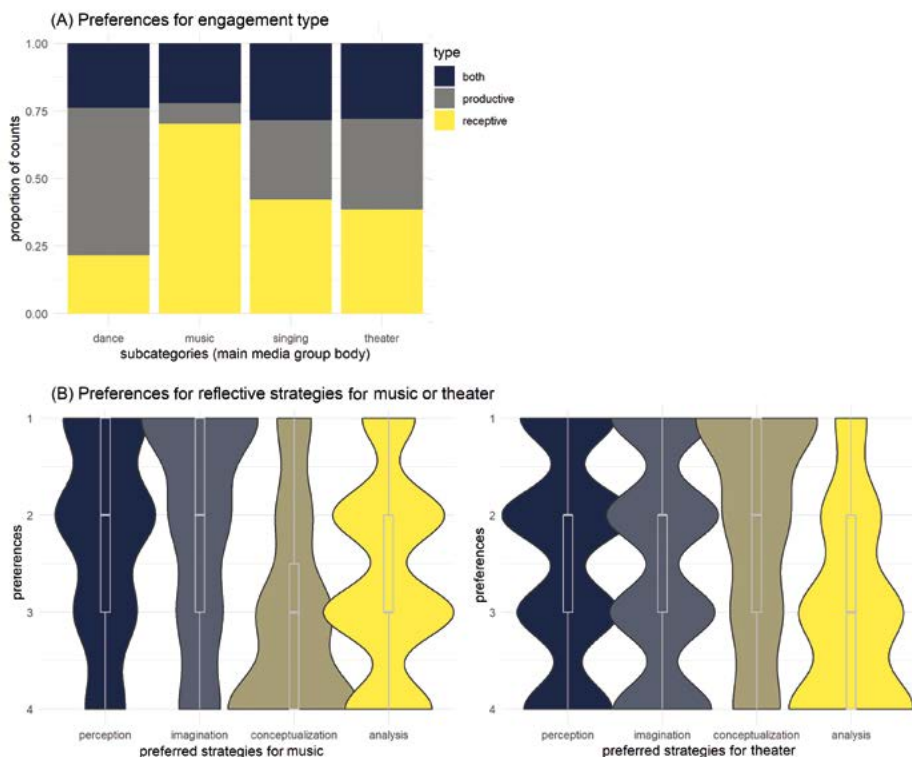 (A) Preferences for engagement type
1.00
0.75
0.50
0.25
0.00
proportion of counts
dance music singing theater
subcategories (main media group body)
type
both
productive
receptive
(B) Preferences for reflective strategies for music or theater
1
2
3
4
preferences
perception imagination conceptualization analysis
preferred strategies for music
1
2
3
4
preferences
perception imagination conceptualization analysis
preferred strategies for theater